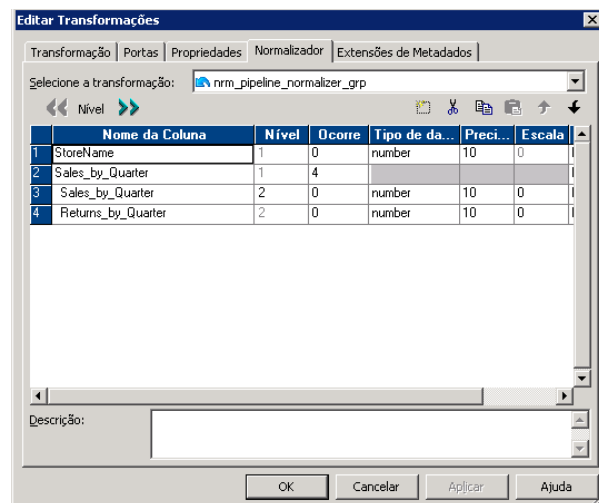 Editar Transformações
Transformação Portas Propriedades Normalizador Extensões de Metadados
Selecione a transformação: nrm_pipeline_normalizer_grp
Nível
Nome da Coluna Nível Ocorre Tipo de da... Preci... Escala
1 StoreName 1 0 number 10 0
2 Sales_by_Quarter 1 4
3 Sales_by_Quarter 2 0 number 10 0
4 Returns_by_Quarter 2 0 number 10 0
Descrição:
OK Cancelar Aplicar Ajuda